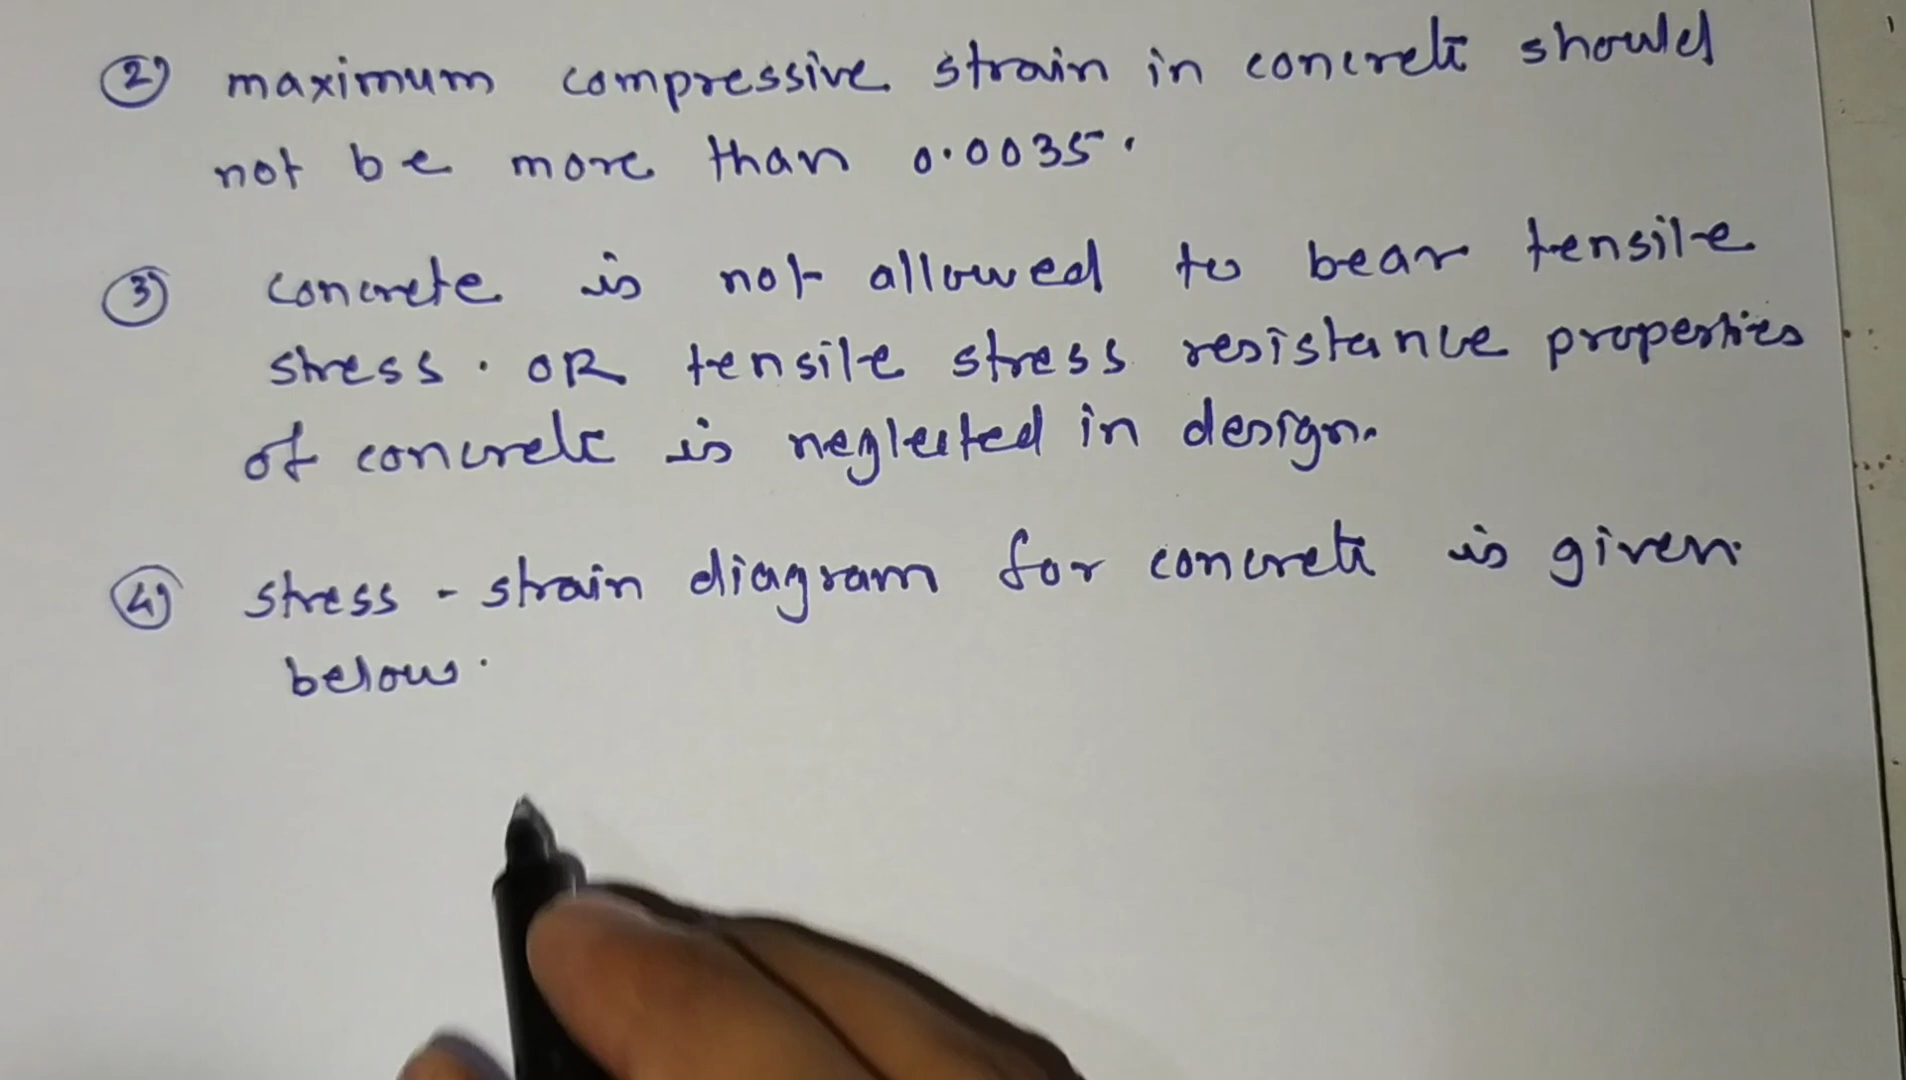 ② maximum compressive strain in concrete should
not be more than 0.0035.
③ concrete is not allowed to bear tensile
stress. OR tensile stress resistance properties
of concrete is neglected in design.
④ stress - strain diagram for concrete is given
below.